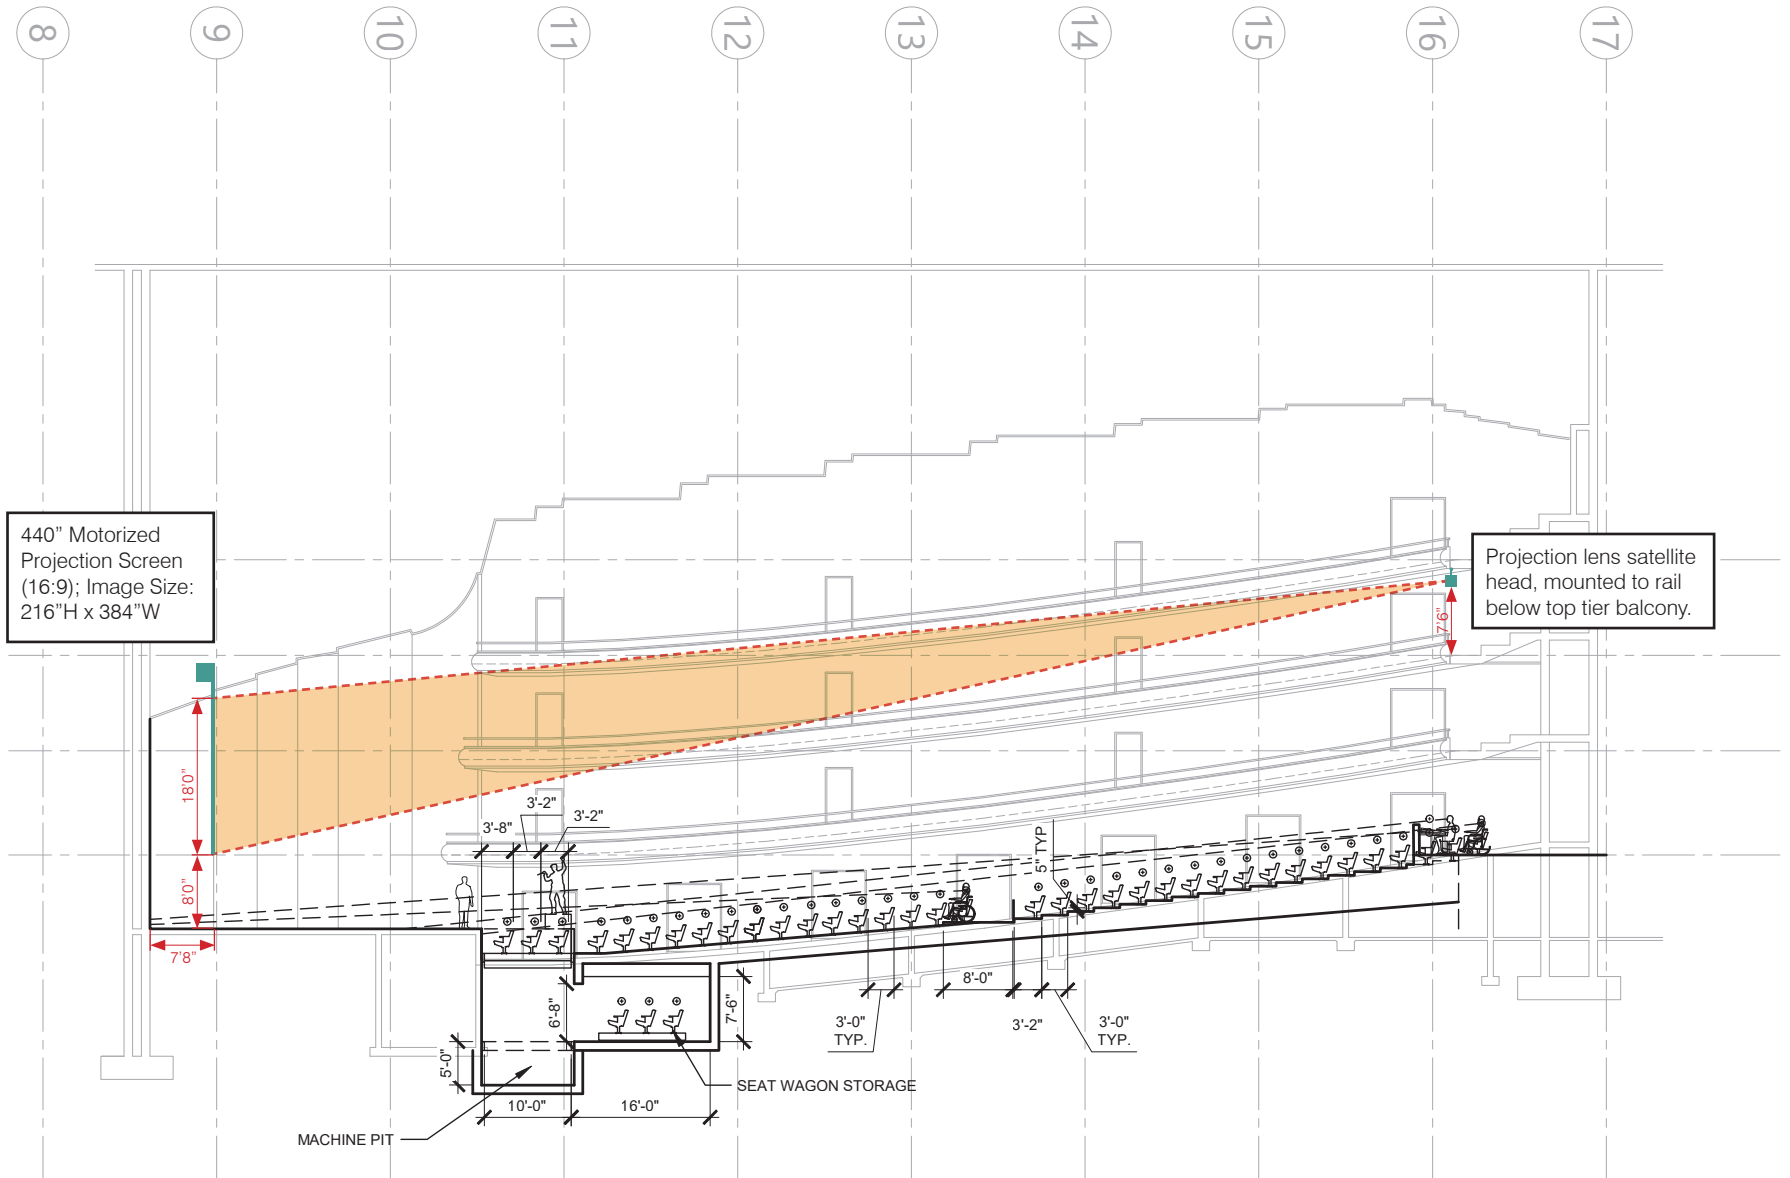 8
9
10
11
12
13
14
15
16
17
440” Motorized
Projection Screen
(16:9); Image Size:
216”H x 384”W
Projection lens satellite
head, mounted to rail
below top tier balcony.
7'6"
18'0"
8'0"
7'8"
3'-8"
3'-2"
3'-2"
5" TYP
6'-8"
7'-6"
5'-0"
10'-0"
16'-0"
3'-0"
TYP.
8'-0"
3'-2"
3'-0"
TYP.
SEAT WAGON STORAGE
MACHINE PIT